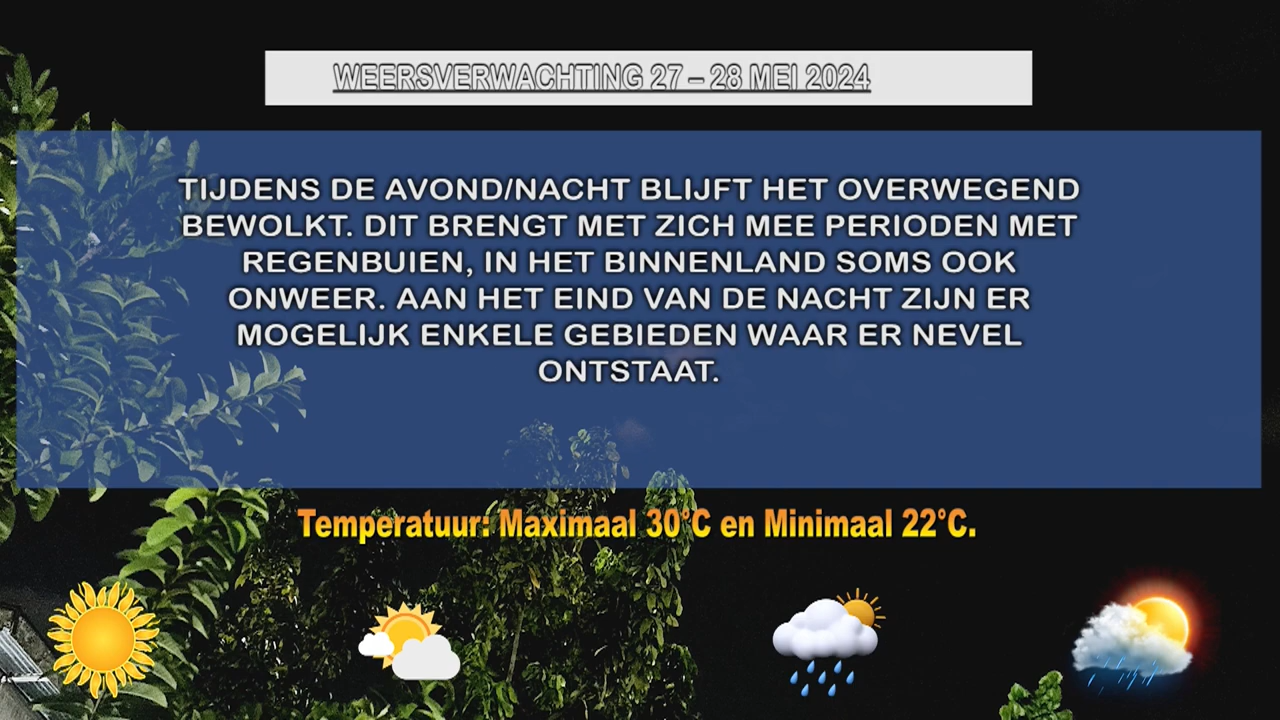 WEERSVERWACHTING 27 – 28 MEI 2024
TIJDENS DE AVOND/NACHT BLIJFT HET OVERWEGEND
BEWOLKT. DIT BRENGT MET ZICH MEE PERIODEN MET
REGENBUIEN, IN HET BINNENLAND SOMS OOK
ONWEER. AAN HET EIND VAN DE NACHT ZIJN ER
MOGELIJK ENKELE GEBIEDEN WAAR ER NEVEL
ONTSTAAT.
Temperatuur: Maximaal 30°C en Minimaal 22°C.